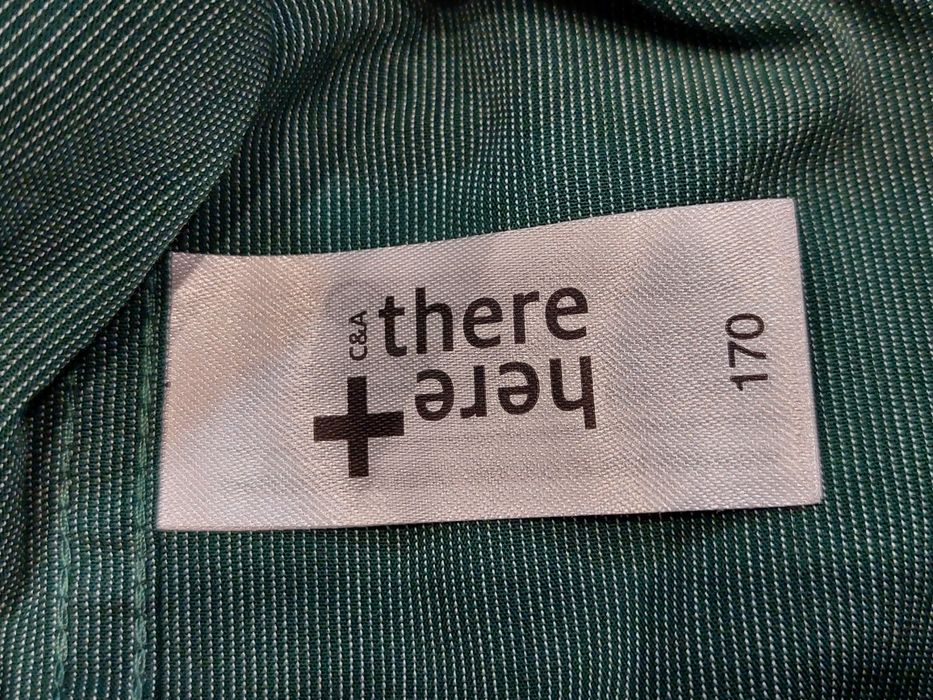 C&A
there
+ here
170